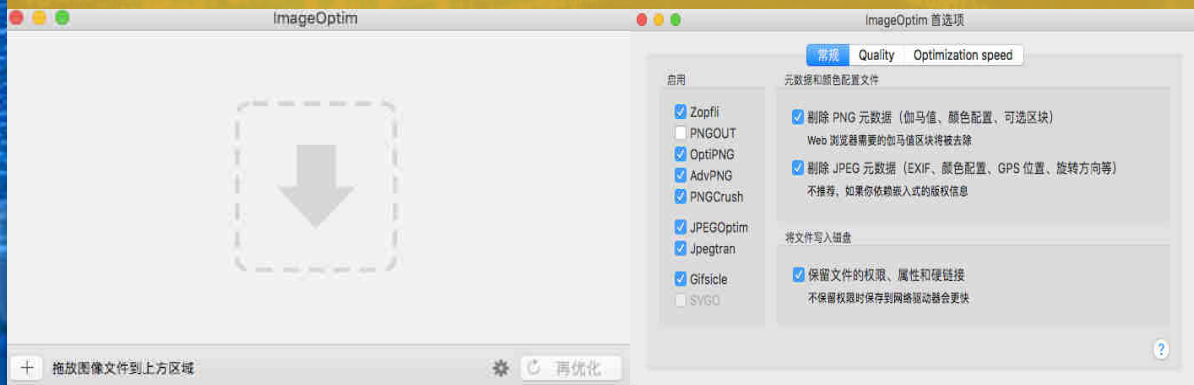 ImageOptim
拖放图像文件到上方区域
再优化
ImageOptim 首选项
常规
Quality
Optimization speed
启用
Zopfli
PNGOUT
OptiPNG
AdvPNG
PNGCrush
JPEGOptim
Jpegtran
Gifsicle
SVGO
元数据和颜色配置文件
剔除 PNG 元数据（伽马值、颜色配置、可选区块）
Web 浏览器需要的伽马值区块将被去除
剔除 JPEG 元数据（EXIF、颜色配置、GPS 位置、旋转方向等）
不推荐，如果你依赖嵌入式的版权信息
将文件写入磁盘
保留文件的权限、属性和硬链接
不保留权限时保存到网络驱动器会更快
?